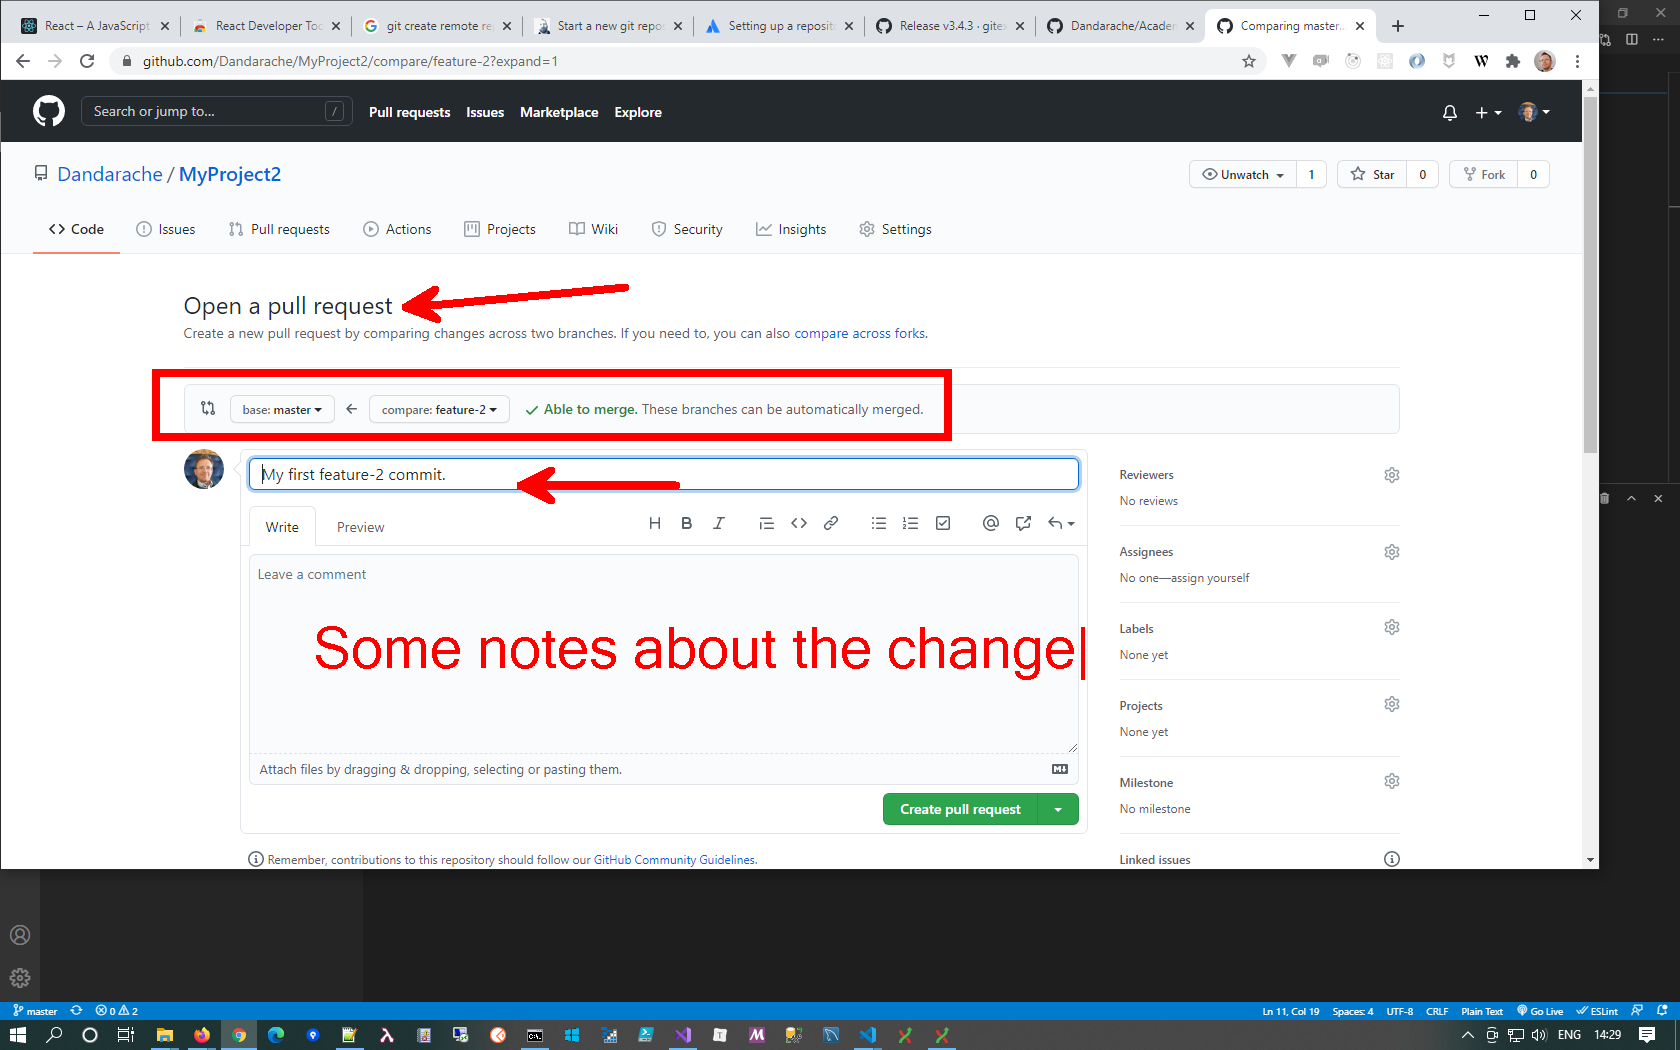 React – A JavaScript
React Developer Too
git create remote re
Start a new git repos
Setting up a reposit
Release v3.4.3 · gitex
Dandarache/Acader
Comparing master...
github.com/Dandarache/MyProject2/compare/feature-2?expand=1
Search or jump to...
/
Pull requests
Issues
Marketplace
Explore
Dandarache / MyProject2
Unwatch
1
Star
0
Fork
0
Code
Issues
Pull requests
Actions
Projects
Wiki
Security
Insights
Settings
Open a pull request
Create a new pull request by comparing changes across two branches. If you need to, you can also compare across forks.
base: master
compare: feature-2
Able to merge. These branches can be automatically merged.
My first feature-2 commit.
Write
Preview
Leave a comment
Some notes about the change
Attach files by dragging & dropping, selecting or pasting them.
Create pull request
Remember, contributions to this repository should follow our GitHub Community Guidelines.
Reviewers
No reviews
Assignees
No one—assign yourself
Labels
None yet
Projects
None yet
Milestone
No milestone
Linked issues
master
0
2
Ln 11, Col 19
Spaces: 4
UTF-8
CRLF
Plain Text
Go Live
ESLint
ENG
14:29